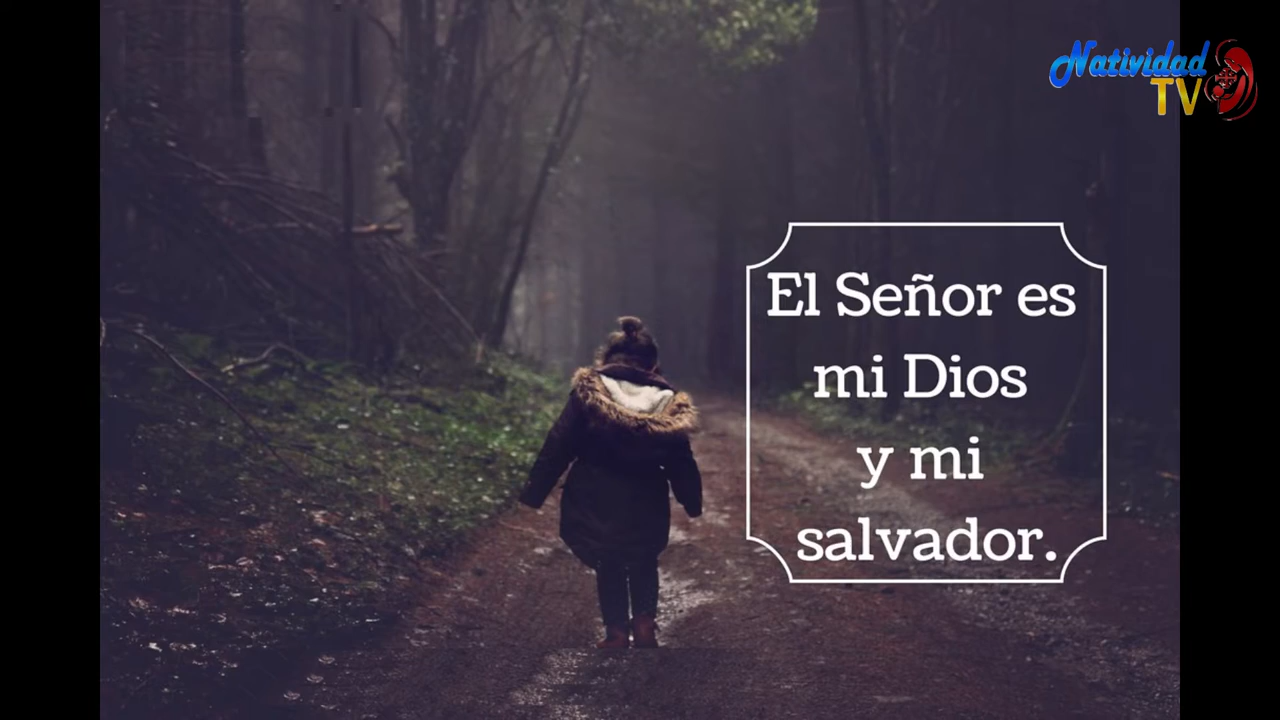 Natividad
TV
El Señor es
mi Dios
y mi
salvador.